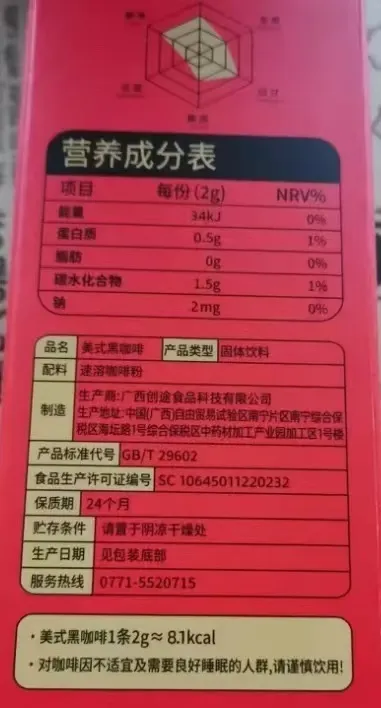 营养成分表
项目 每份(2g) NRV%
能量 34kJ 0%
蛋白质 0.5g 1%
脂肪 0g 0%
碳水化合物 1.5g 1%
钠 2mg 0%
品名 美式黑咖啡 产品类型 固体饮料
配料 速溶咖啡粉
制造 生产商:广西创途食品科技有限公司
生产地址:中国(广西)自由贸易试验区南宁片区南宁综合保
税区海坛路1号综合保税区中药材加工产业园加工区1号楼
产品标准代号 GB/T 29602
食品生产许可证编号 SC 10645011220232
保质期 24个月
贮存条件 请置于阴凉干燥处
生产日期 见包装底部
服务热线 0771-5520715
·美式黑咖啡1条2g≈8.1kcal
·对咖啡因不适宜及需要良好睡眠的人群,请谨慎饮用!